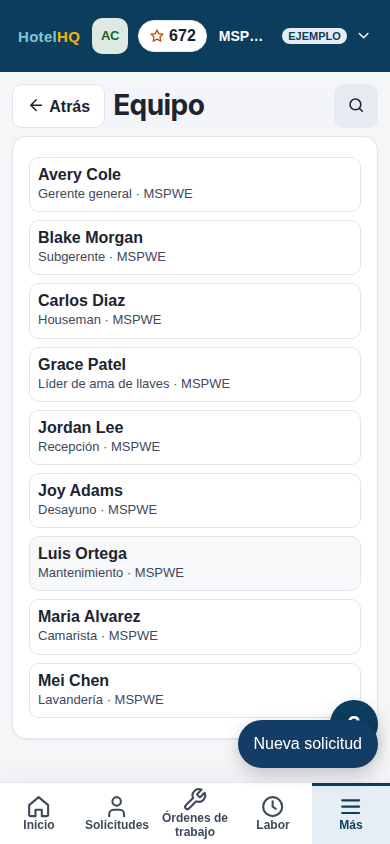 HotelHQ AC 672 MSP... EJEMPLO
Atrás Equipo
Avery Cole
Gerente general · MSPWE
Blake Morgan
Subgerente · MSPWE
Carlos Diaz
Houseman · MSPWE
Grace Patel
Líder de ama de llaves · MSPWE
Jordan Lee
Recepción · MSPWE
Joy Adams
Desayuno · MSPWE
Luis Ortega
Mantenimiento · MSPWE
Maria Alvarez
Camarista · MSPWE
Mei Chen
Lavandería · MSPWE
Nueva solicitud
Inicio
Solicitudes
Órdenes de
trabajo
Labor
Más